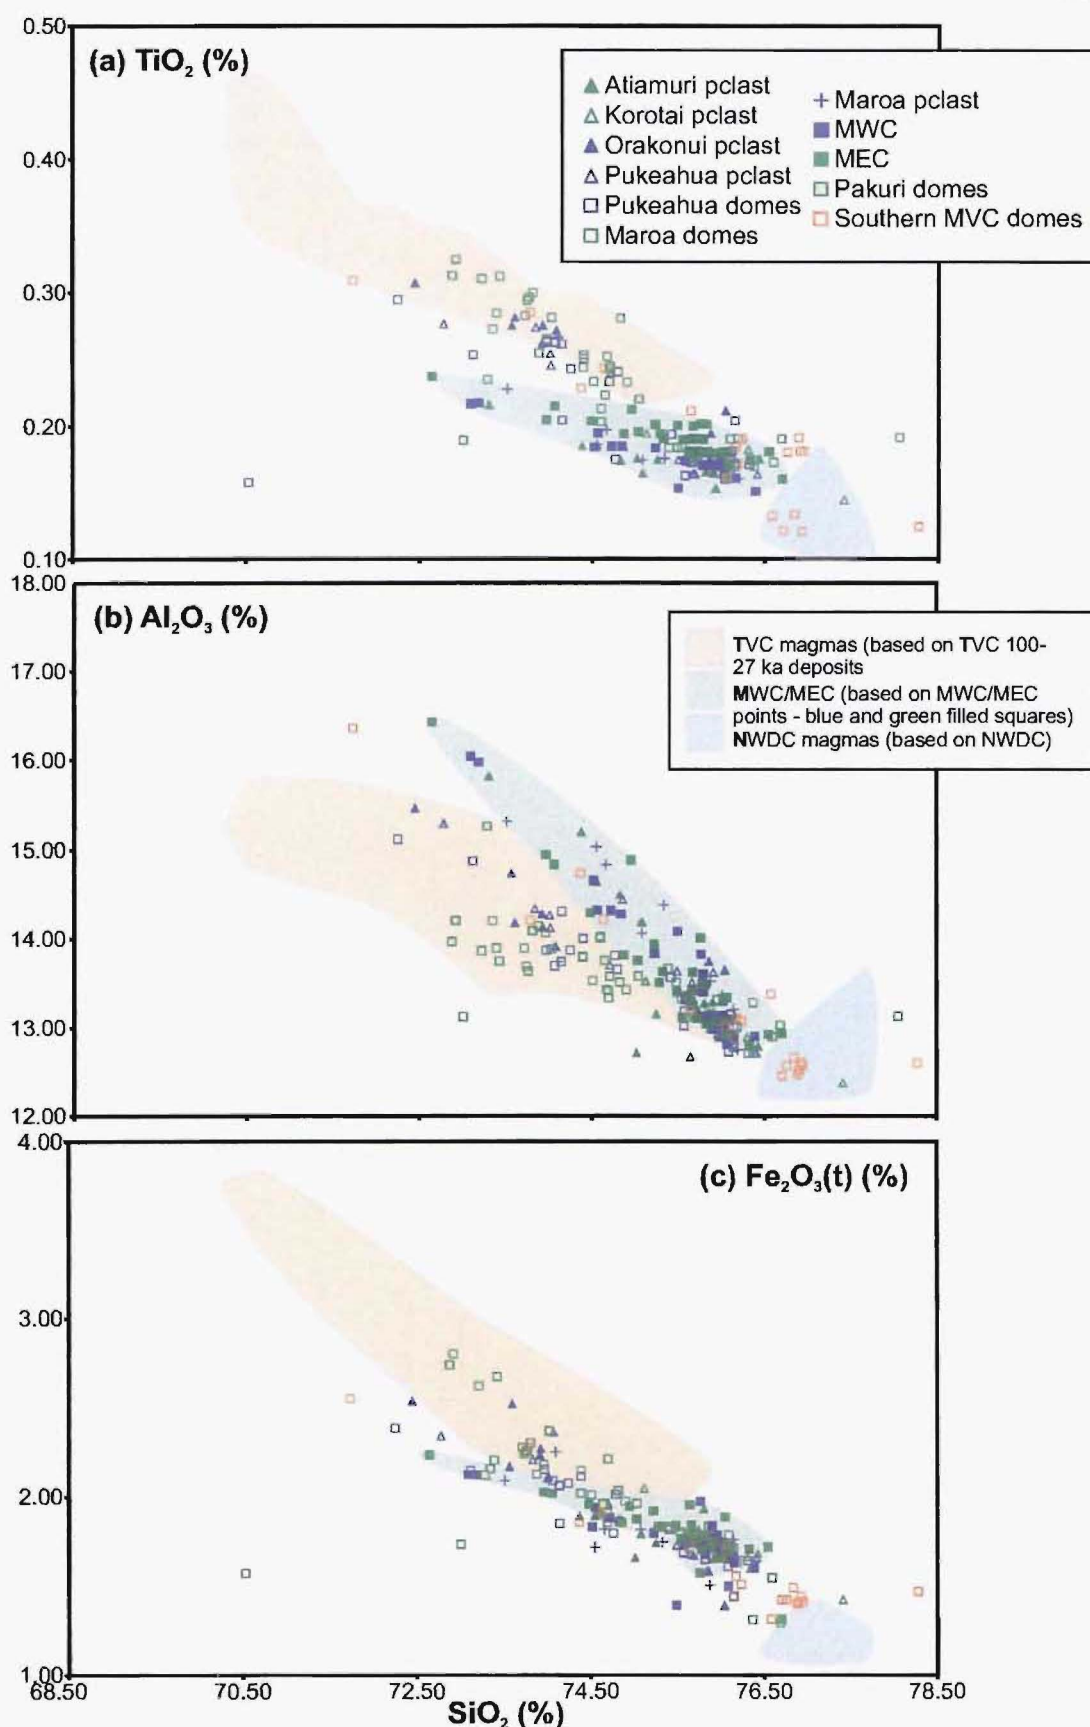 0.50
(a) TiO₂ (%)
Atiamuri pclast
Korotai pclast
Orakonui pclast
Pukeahua pclast
Pukeahua domes
Maroa domes
Maroa pclast
MWC
MEC
Pakuri domes
Southern MVC domes
0.40
0.30
0.20
0.10
18.00
(b) Al₂O₃ (%)
TVC magmas (based on TVC 100-
27 ka deposits
MWC/MEC (based on MWC/MEC
points - blue and green filled squares)
NWDC magmas (based on NWDC)
17.00
16.00
15.00
14.00
13.00
12.00
4.00
(c) Fe₂O₃(t) (%)
3.00
2.00
1.00
68.50 70.50 72.50 74.50 76.50 78.50
SiO₂ (%)